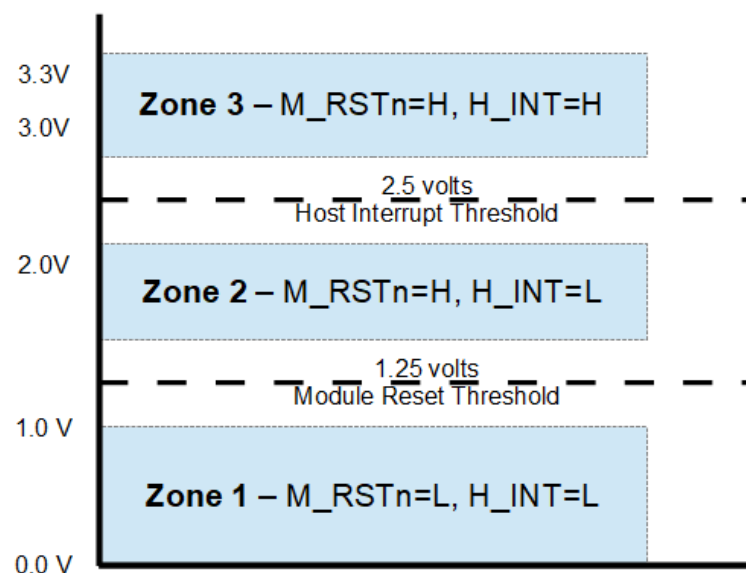 3.3V
Zone 3 – M_RSTn=H, H_INT=H
3.0V
2.5 volts
Host Interrupt Threshold
2.0V
Zone 2 – M_RSTn=H, H_INT=L
1.25 volts
Module Reset Threshold
1.0 V
Zone 1 – M_RSTn=L, H_INT=L
0.0 V